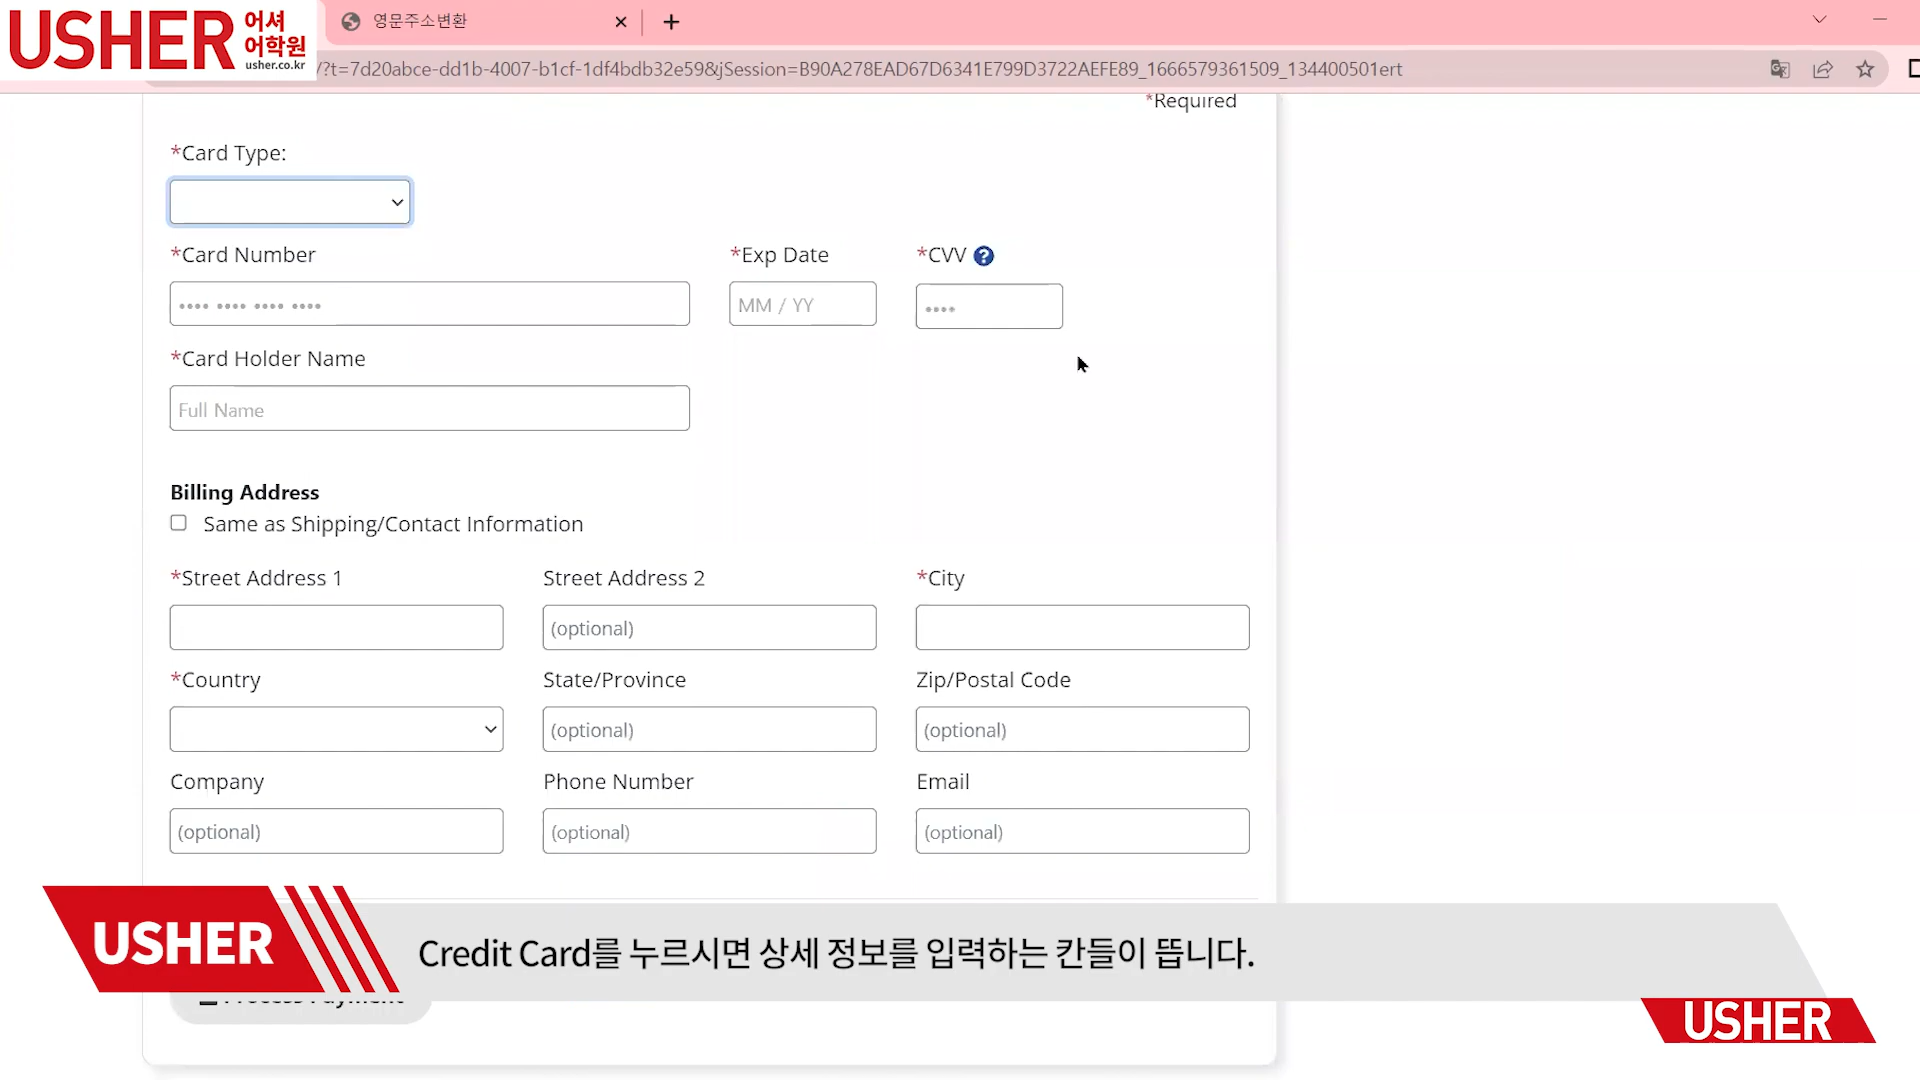 USHER 어셔
어학원
usher.co.kr
영문주소변환
/?t=7d20abce-dd1b-4007-b1cf-1df4bdb32e59&jSession=B90A278EAD67D6341E799D3722AEFE89_1666579361509_134400501ert
*Required
*Card Type:
*Card Number *Exp Date *CVV ?
•••• •••• •••• •••• MM / YY ••••
*Card Holder Name
Full Name
Billing Address
Same as Shipping/Contact Information
*Street Address 1 Street Address 2 *City
(optional)
*Country State/Province Zip/Postal Code
(optional) (optional)
Company Phone Number Email
(optional) (optional) (optional)
USHER Credit Card를 누르시면 상세 정보를 입력하는 칸들이 뜹니다.
Process Payment
USHER